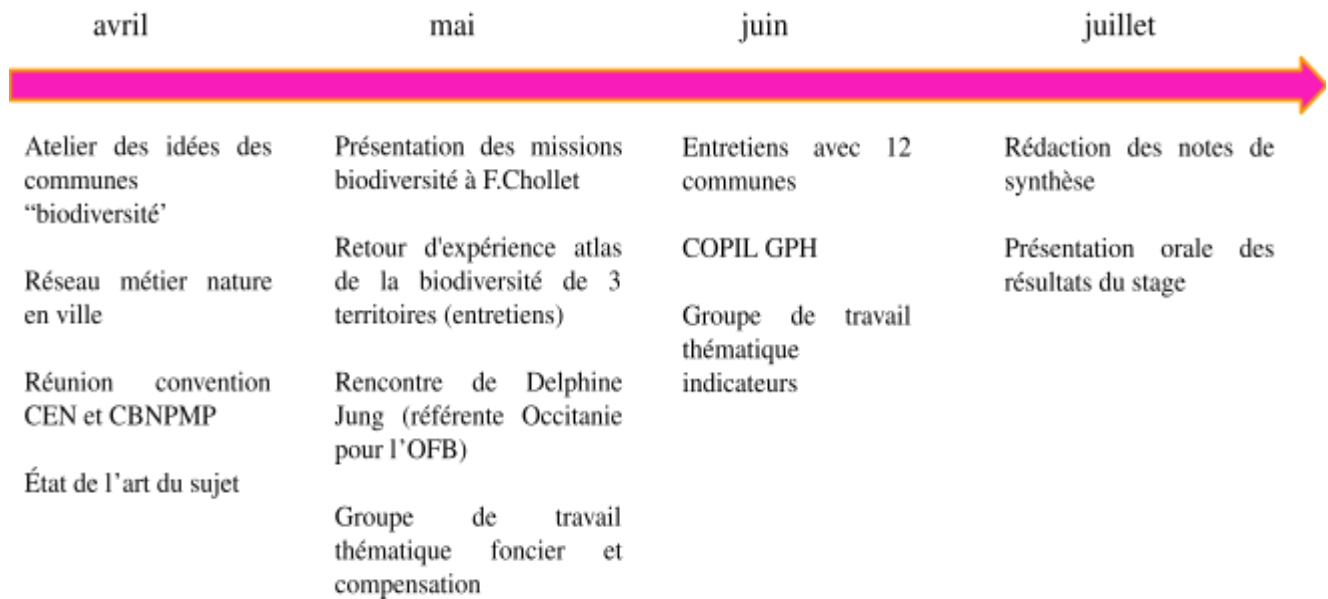 avril
mai
juin
juillet
Atelier des idées des
communes
“biodiversité’
Réseau métier nature
en ville
Réunion convention
CEN et CBNPMP
État de l’art du sujet
Présentation des missions
biodiversité à F.Chollet
Retour d'expérience atlas
de la biodiversité de 3
territoires (entretiens)
Rencontre de Delphine
Jung (référente Occitanie
pour l’OFB)
Groupe de travail
thématique foncier et
compensation
Entretiens avec 12
communes
COPIL GPH
Groupe de travail
thématique
indicateurs
Rédaction des notes de
synthèse
Présentation orale des
résultats du stage